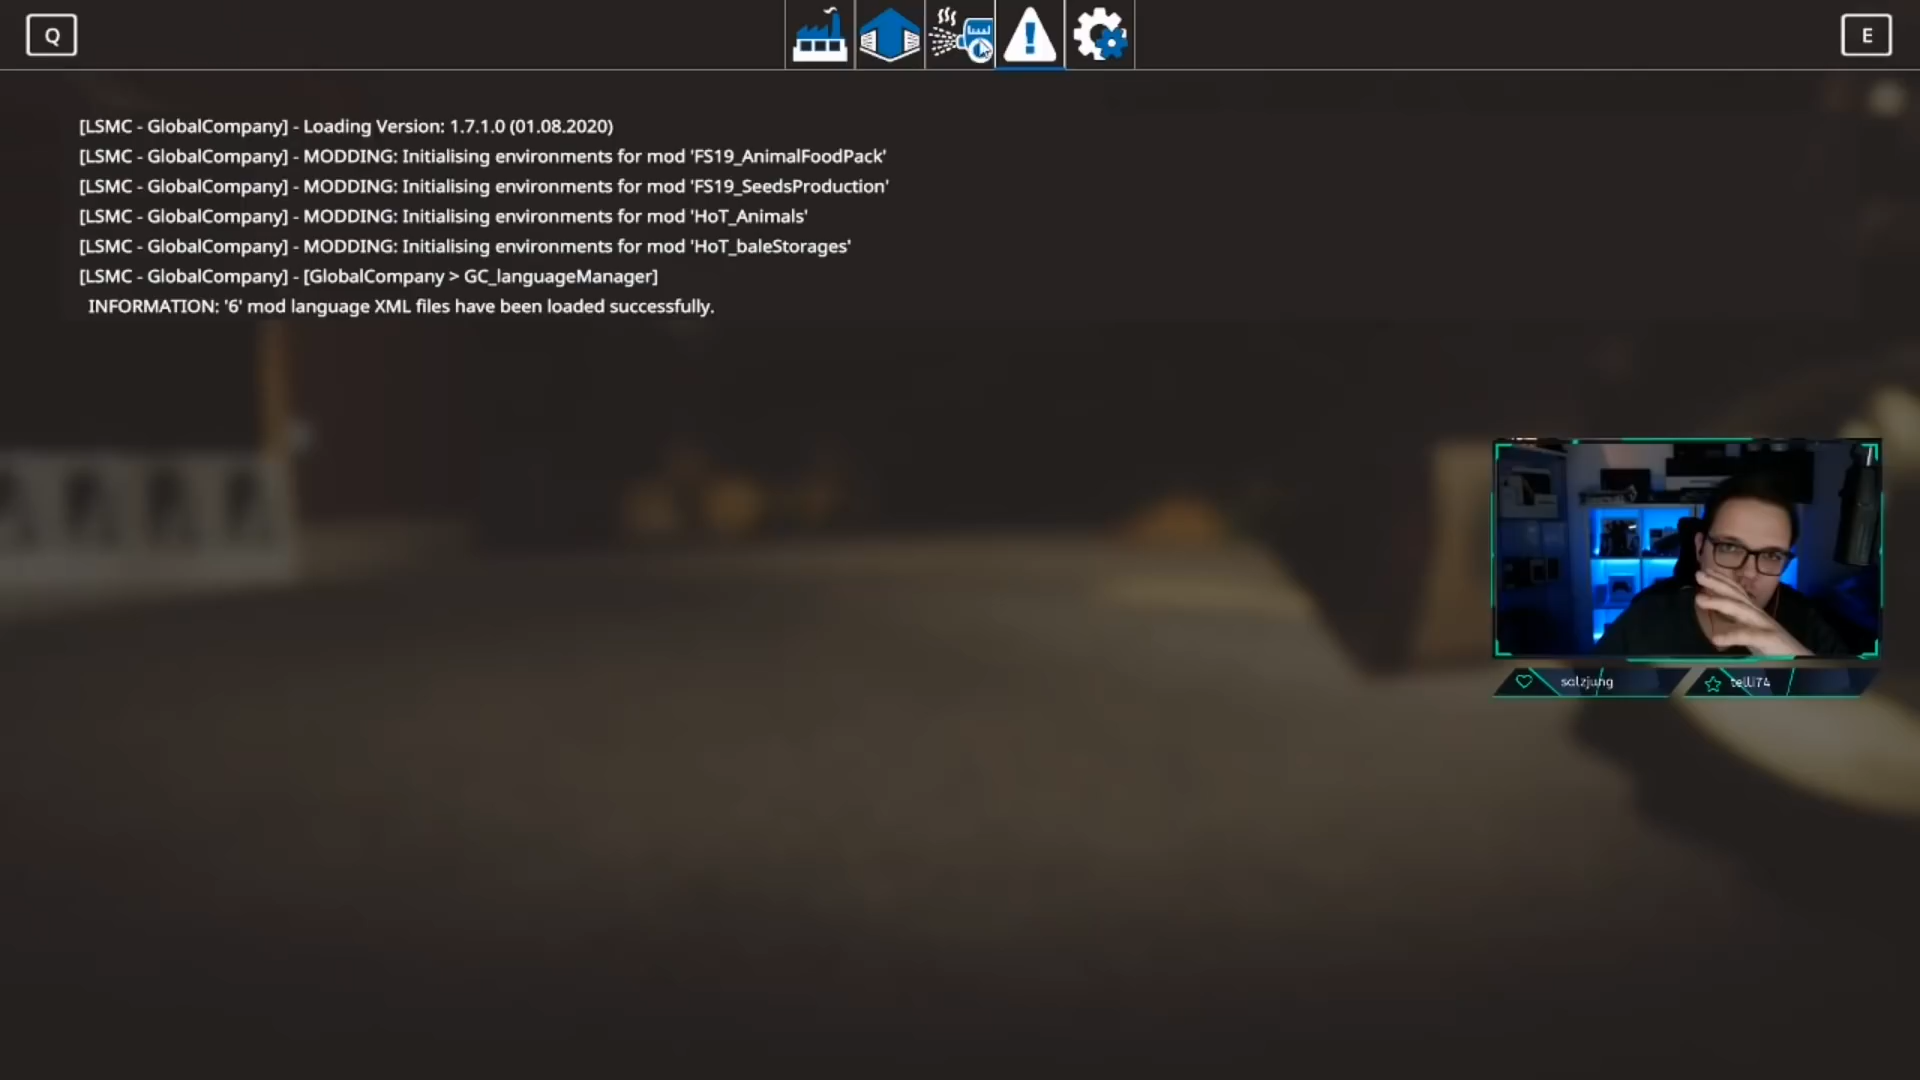 Q
E
[LSMC - GlobalCompany] - Loading Version: 1.7.1.0 (01.08.2020)
[LSMC - GlobalCompany] - MODDING: Initialising environments for mod 'FS19_AnimalFoodPack'
[LSMC - GlobalCompany] - MODDING: Initialising environments for mod 'FS19_SeedsProduction'
[LSMC - GlobalCompany] - MODDING: Initialising environments for mod 'HoT_Animals'
[LSMC - GlobalCompany] - MODDING: Initialising environments for mod 'HoT_baleStorages'
[LSMC - GlobalCompany] - [GlobalCompany > GC_languageManager]
INFORMATION: '6' mod language XML files have been loaded successfully.
salzjung
telli74